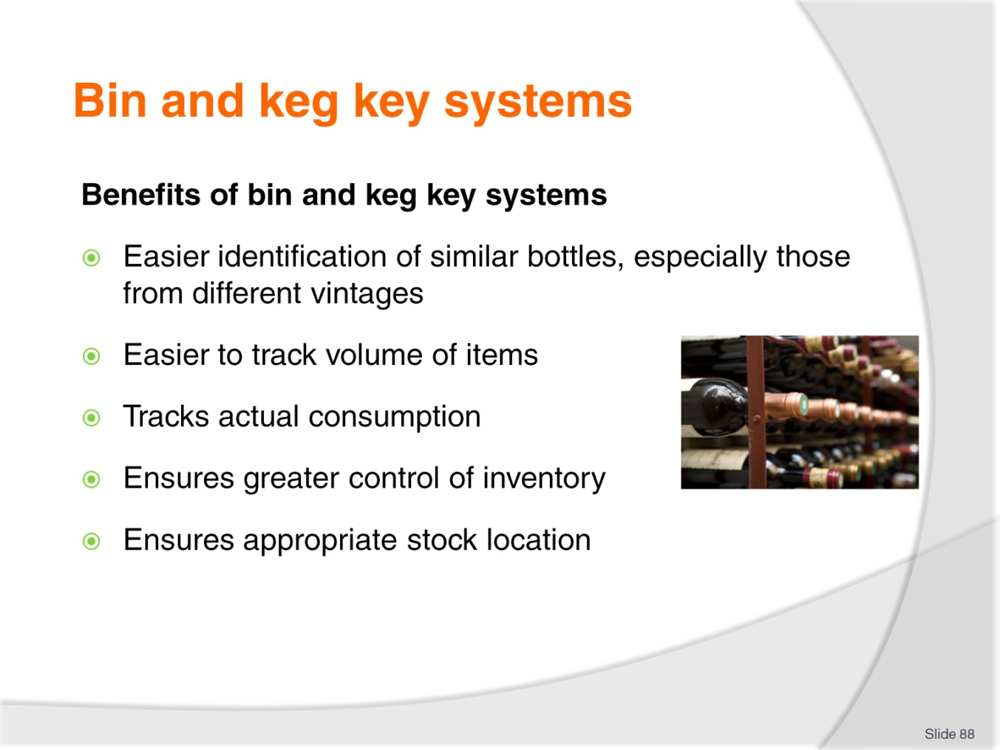 Bin and keg key systems
Benefits of bin and keg key systems
Easier identification of similar bottles, especially those
from different vintages
Easier to track volume of items
Tracks actual consumption
Ensures greater control of inventory
Ensures appropriate stock location
Slide 88